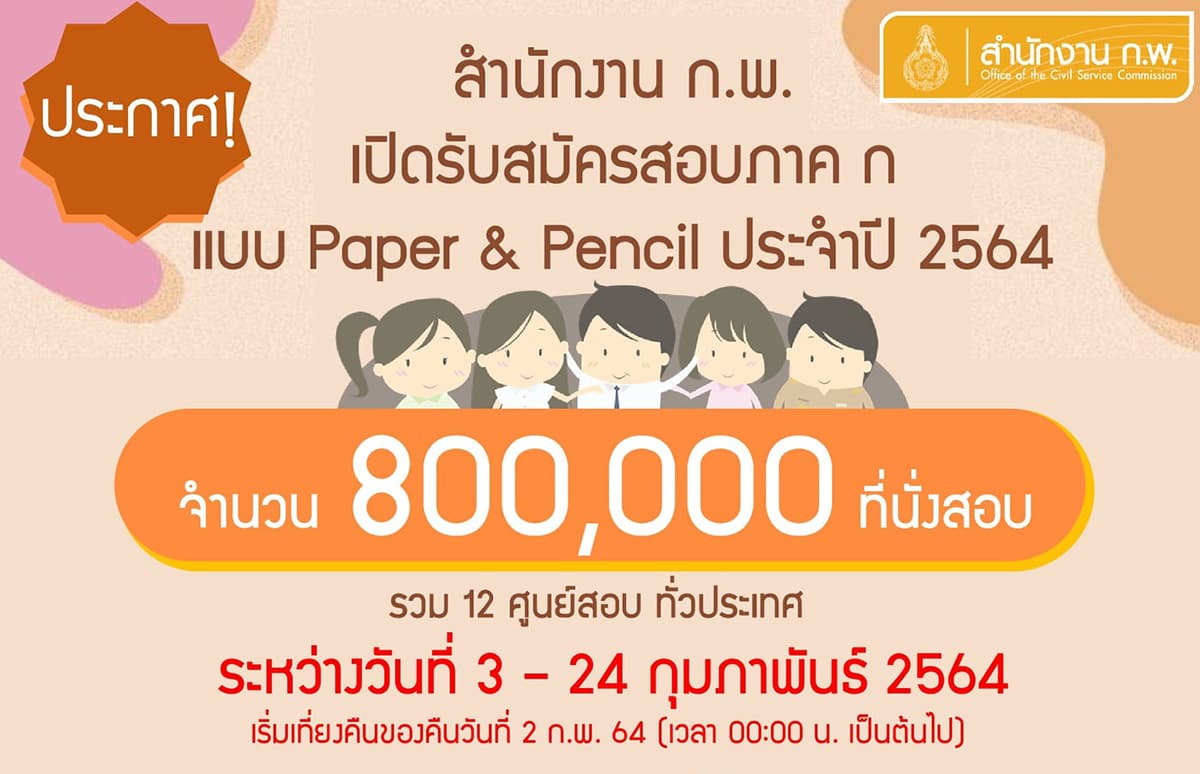 ประกาศ!
สำนักงาน ก.พ.
Office of the Civil Service Commission
สำนักงาน ก.พ.
เปิดรับสมัครสอบภาค ก
แบบ Paper & Pencil ประจำปี 2564
จำนวน 800,000 ที่นั่งสอบ
รวม 12 ศูนย์สอบ ทั่วประเทศ
ระหว่างวันที่ 3 – 24 กุมภาพันธ์ 2564
เริ่มเที่ยงคืนของคืนวันที่ 2 ก.พ. 64 (เวลา 00:00 น. เป็นต้นไป)